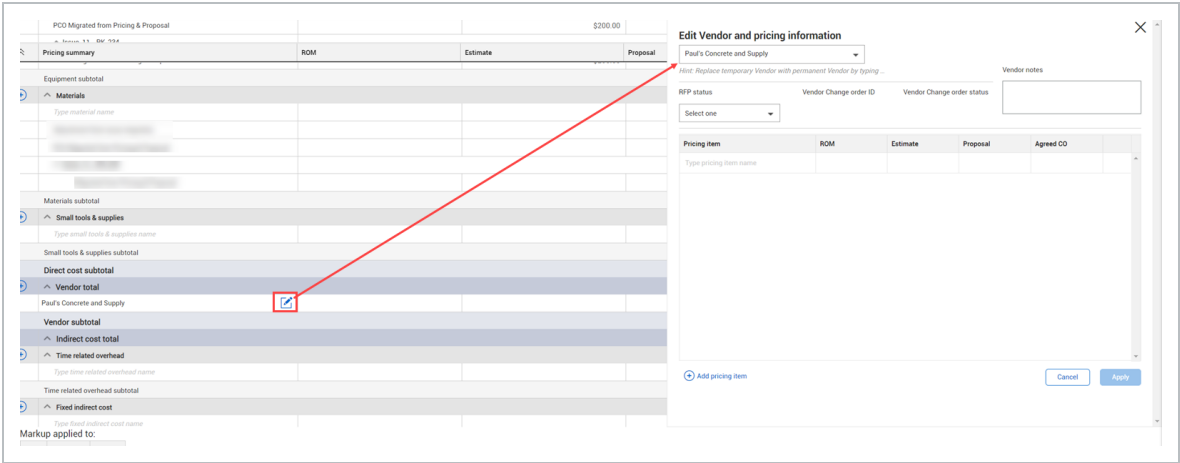 PCO Migrated from Pricing & Proposal
$200.00
Pricing summary
ROM
Estimate
Proposal
Equipment subtotal
Materials
Type material name
Materials subtotal
Small tools & supplies
Type small tools & supplies name
Small tools & supplies subtotal
Direct cost subtotal
Vendor total
Paul's Concrete and Supply
Vendor subtotal
Indirect cost total
Time related overhead
Type time related overhead name
Time related overhead subtotal
Fixed indirect cost
Type fixed indirect cost name
Markup applied to:
Edit Vendor and pricing information
Paul's Concrete and Supply
Hint: Replace temporary Vendor with permanent Vendor by typing ...
Vendor notes
RFP status
Vendor Change order ID
Vendor Change order status
Select one
Pricing item
ROM
Estimate
Proposal
Agreed CO
Type pricing item name
Add pricing item
Cancel
Apply